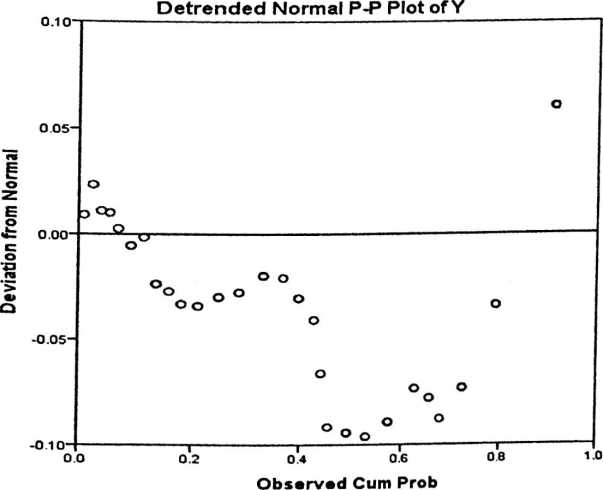 Detrended Normal P-P Plot of Y
0.10
0.05
0.00
-0.05
-0.10
Deviation from Normal
0.0 0.2 0.4 0.6 0.8 1.0
Observed Cum Prob